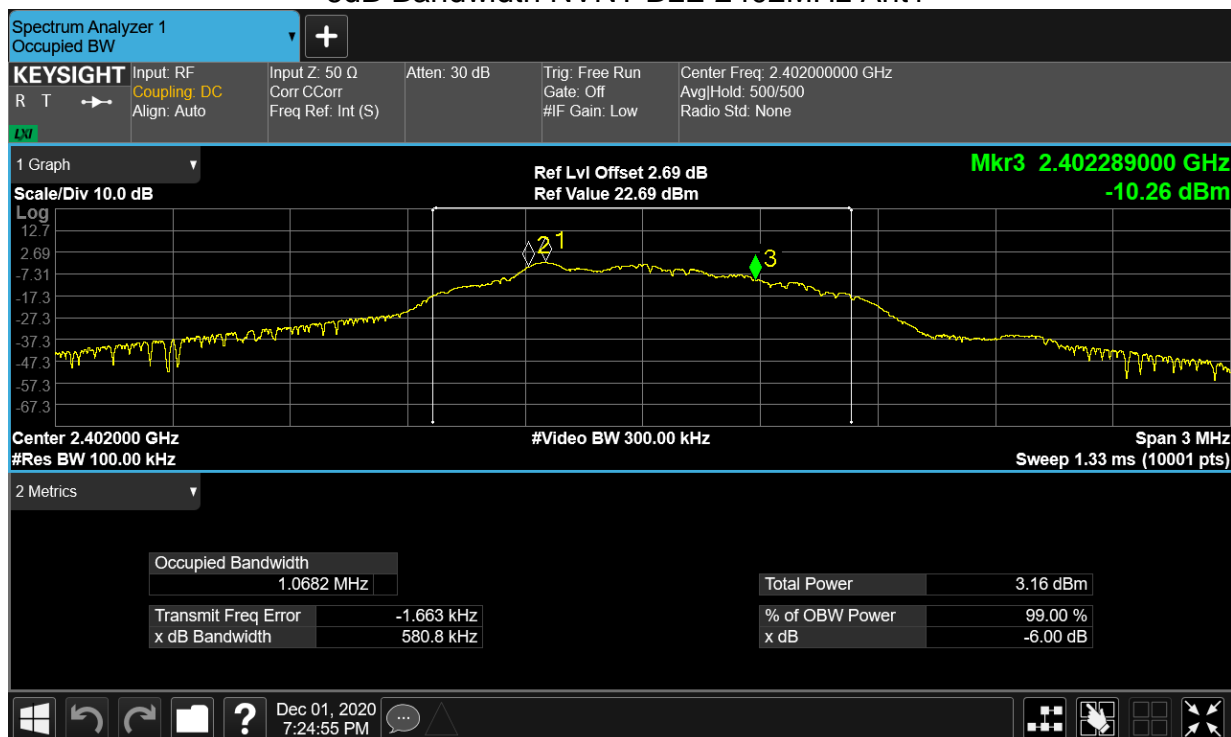 Spectrum Analyzer 1
Occupied BW
KEYSIGHT
R T
LXI
Input: RF
Coupling: DC
Align: Auto
Input Z: 50 Ω
Corr CCorr
Freq Ref: Int (S)
Atten: 30 dB
Trig: Free Run
Gate: Off
#IF Gain: Low
Center Freq: 2.402000000 GHz
Avg|Hold: 500/500
Radio Std: None
1 Graph
Scale/Div 10.0 dB
Ref Lvl Offset 2.69 dB
Ref Value 22.69 dBm
Mkr3 2.402289000 GHz
-10.26 dBm
Log
12.7
2.69
-7.31
-17.3
-27.3
-37.3
-47.3
-57.3
-67.3
2 1
3
Center 2.402000 GHz
#Video BW 300.00 kHz
Span 3 MHz
#Res BW 100.00 kHz
Sweep 1.33 ms (10001 pts)
2 Metrics
Occupied Bandwidth
1.0682 MHz
Total Power 3.16 dBm
Transmit Freq Error -1.663 kHz
% of OBW Power 99.00 %
x dB Bandwidth 580.8 kHz
x dB -6.00 dB
?
Dec 01, 2020
7:24:55 PM